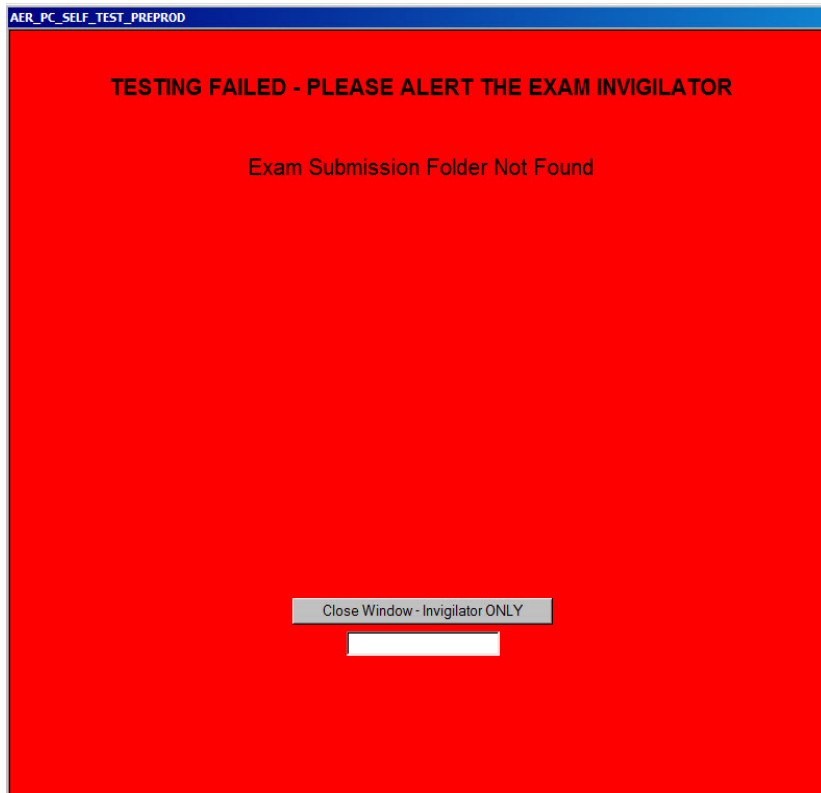 AER_PC_SELF_TEST_PREPROD
TESTING FAILED - PLEASE ALERT THE EXAM INVIGILATOR
Exam Submission Folder Not Found
Close Window - Invigilator ONLY